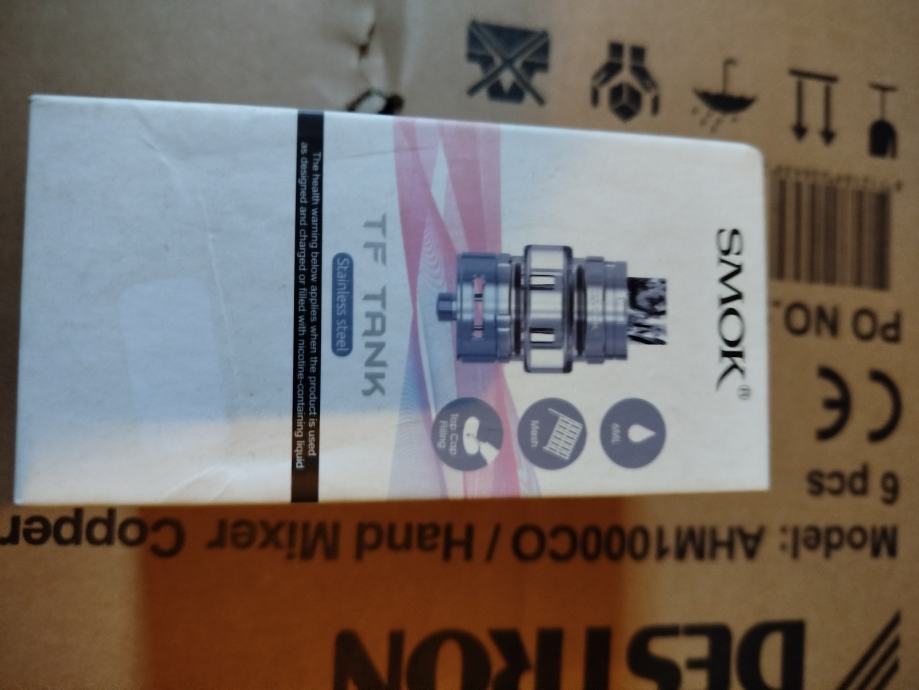 SMOK®
6ML
Mesh
Top Cap
Filling
TF TANK
Stainless steel
The health warning below applies when the product is used
as designed and charged or filled with nicotine-containing liquid
PO NO.
CE
6 pcs
Model: AHM1000CO / Hand Mixer Copper
DESTRON